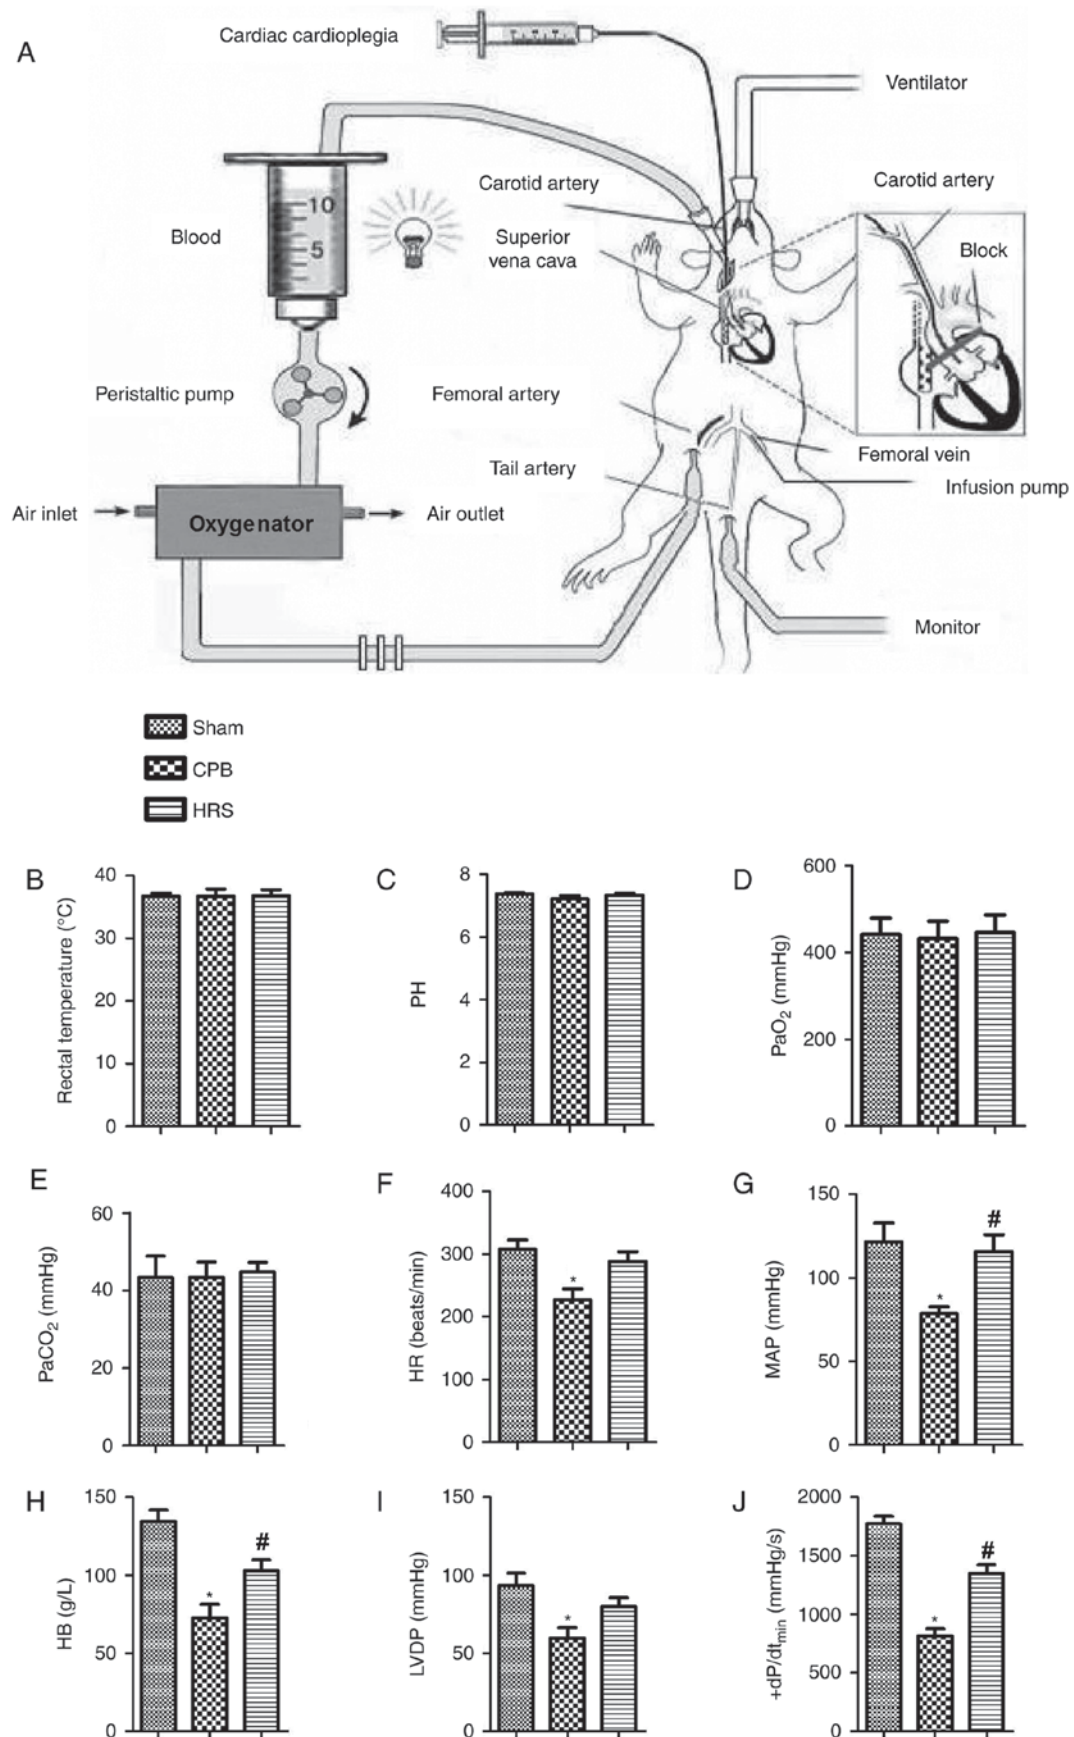 A
Cardiac cardioplegia
Ventilator
Carotid artery
Carotid artery
10
5
Blood
Superior
vena cava
Block
Peristaltic pump
Femoral artery
Femoral vein
Tail artery
Infusion pump
Air inlet
Oxygenator
Air outlet
Monitor
Sham
CPB
HRS
B
Rectal temperature (°C)
40
30
20
10
0
C
PH
8
6
4
2
0
D
PaO2 (mmHg)
600
400
200
0
E
PaCO2 (mmHg)
60
40
20
0
F
HR (beats/min)
400
300
200
100
0
*
G
MAP (mmHg)
150
100
50
0
*
#
H
HB (g/L)
150
100
50
0
*
#
I
LVDP (mmHg)
150
100
50
0
*
J
+dP/dtmin (mmHg/s)
2000
1500
1000
500
0
*
#